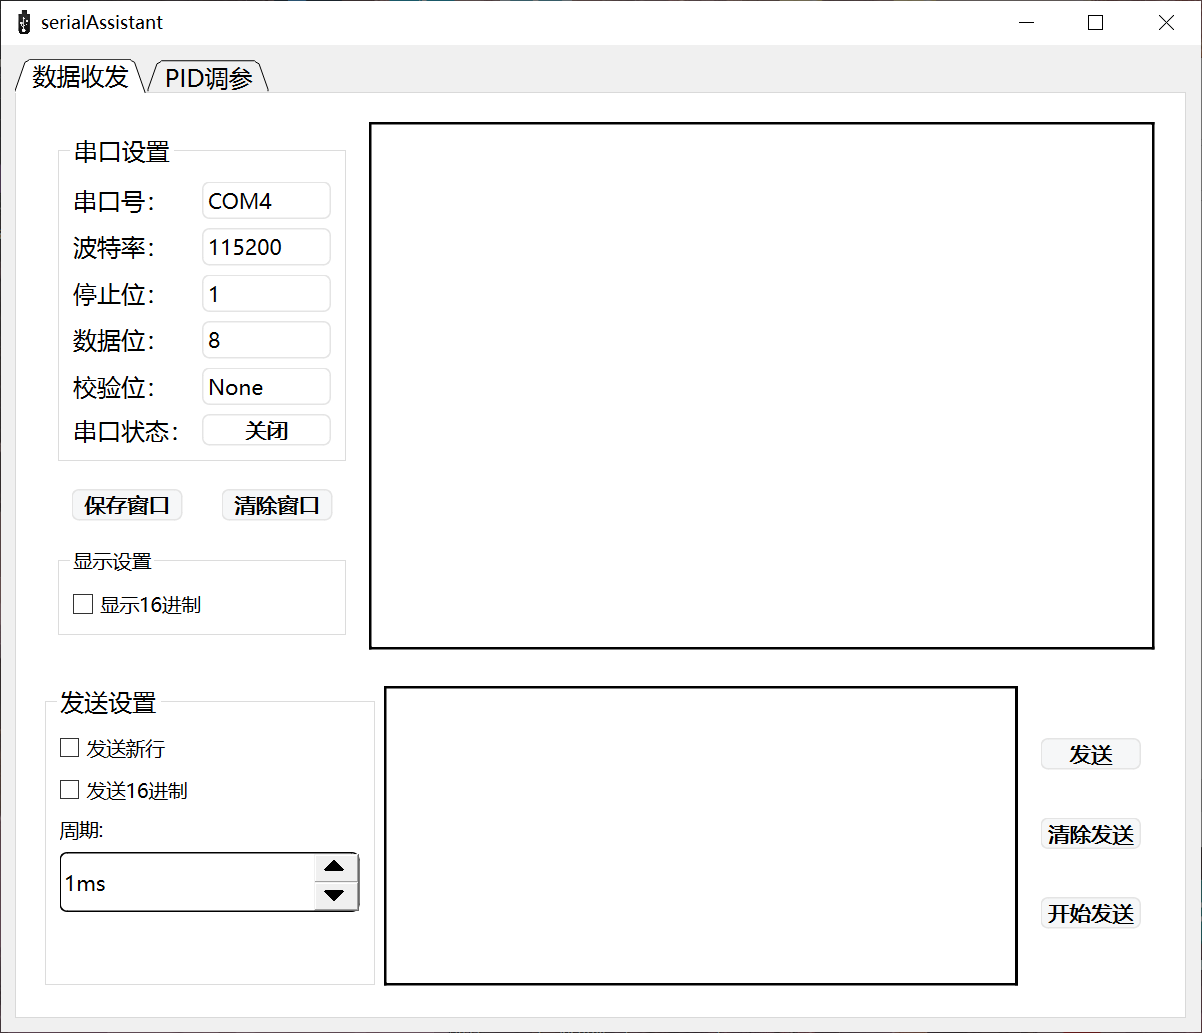 serialAssistant
数据收发
PID调参
串口设置
串口号：
COM4
波特率：
115200
停止位：
1
数据位：
8
校验位：
None
串口状态：
关闭
保存窗口
清除窗口
显示设置
显示16进制
发送设置
发送新行
发送16进制
周期:
1ms
发送
清除发送
开始发送